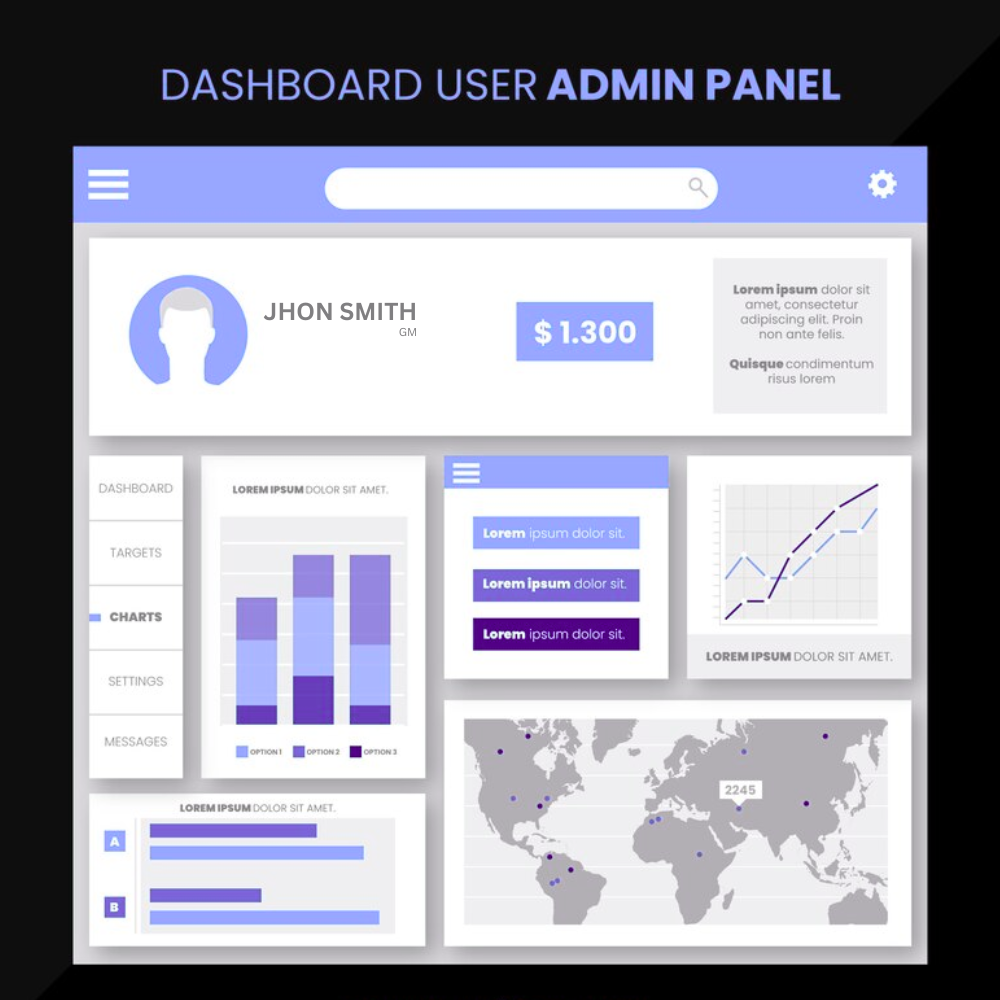 DASHBOARD USER ADMIN PANEL
JHON SMITH
GM
$ 1.300
Lorem ipsum dolor sit
amet, consectetur
adipiscing elit. Proin
non ante felis.
Quisque condimentum
risus lorem
DASHBOARD
TARGETS
CHARTS
SETTINGS
MESSAGES
LOREM IPSUM DOLOR SIT AMET.
OPTION 1 OPTION 2 OPTION 3
Lorem ipsum dolor sit.
Lorem ipsum dolor sit.
Lorem ipsum dolor sit.
LOREM IPSUM DOLOR SIT AMET.
LOREM IPSUM DOLOR SIT AMET.
A
B
2245